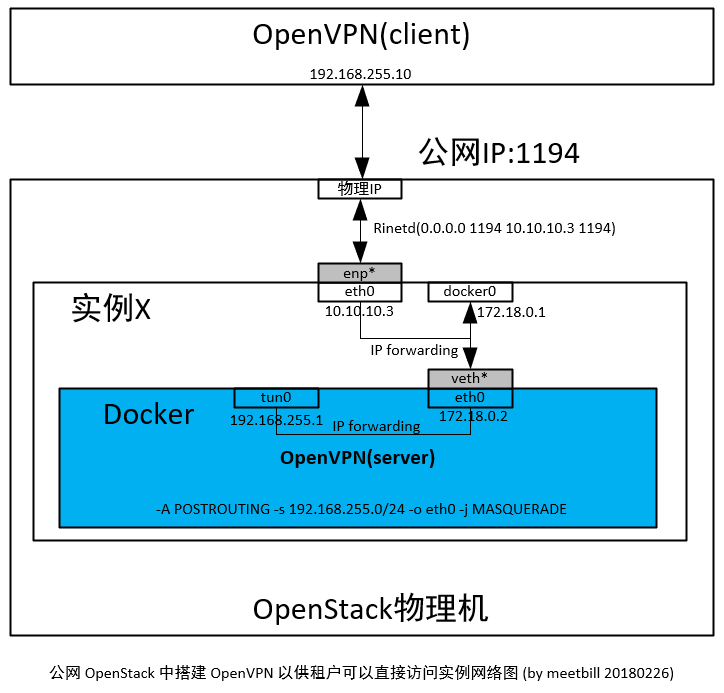 OpenVPN(client)
192.168.255.10
公网IP:1194
物理IP
Rinetd(0.0.0.0 1194 10.10.10.3 1194)
enp*
实例X
eth0
docker0
10.10.10.3
172.18.0.1
IP forwarding
veth*
Docker
tun0
eth0
192.168.255.1
172.18.0.2
IP forwarding
OpenVPN(server)
-A POSTROUTING -s 192.168.255.0/24 -o eth0 -j MASQUERADE
OpenStack物理机
公网 OpenStack 中搭建 OpenVPN 以供租户可以直接访问实例网络图 (by meetbill 20180226)